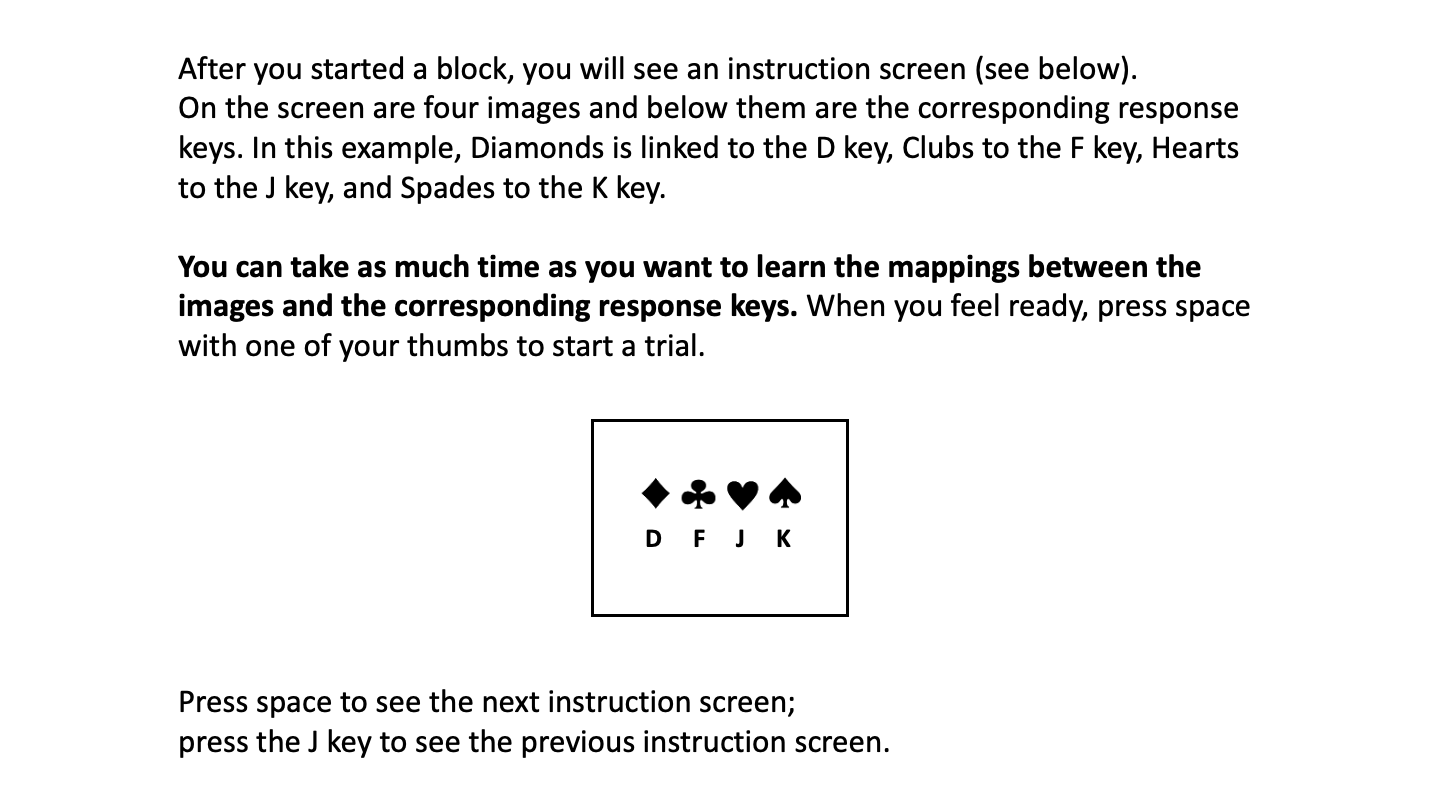 After you started a block, you will see an instruction screen (see below).
On the screen are four images and below them are the corresponding response
keys. In this example, Diamonds is linked to the D key, Clubs to the F key, Hearts
to the J key, and Spades to the K key.
You can take as much time as you want to learn the mappings between the
images and the corresponding response keys. When you feel ready, press space
with one of your thumbs to start a trial.
D F J K
Press space to see the next instruction screen;
press the J key to see the previous instruction screen.